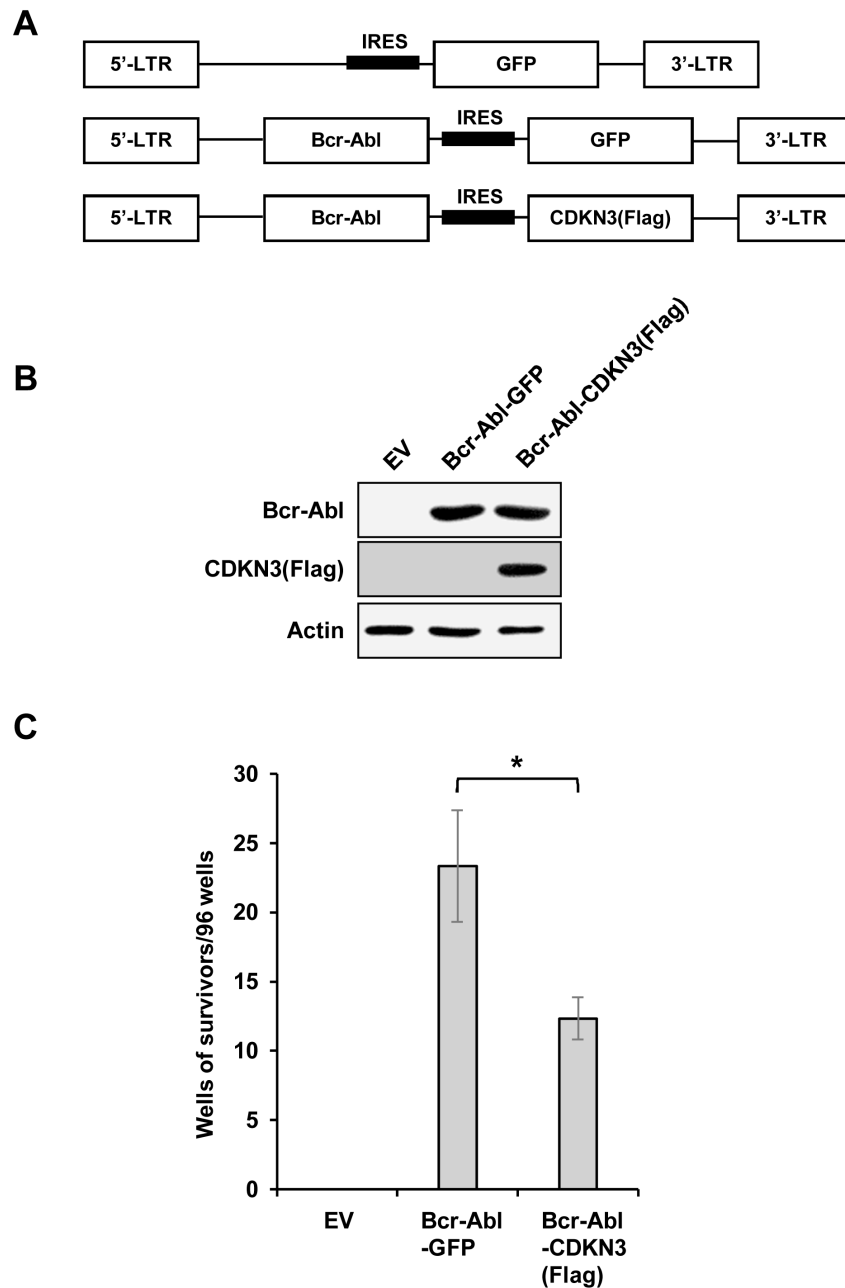 A
IRES
5’-LTR GFP 3’-LTR
IRES
5’-LTR Bcr-Abl GFP 3’-LTR
IRES
5’-LTR Bcr-Abl CDKN3(Flag) 3’-LTR
B
EV Bcr-Abl-GFP Bcr-Abl-CDKN3(Flag)
Bcr-Abl
CDKN3(Flag)
Actin
C
Wells of survivors/96 wells
30
25
20
15
10
5
0
*
EV Bcr-Abl Bcr-Abl
-GFP -CDKN3
(Flag)